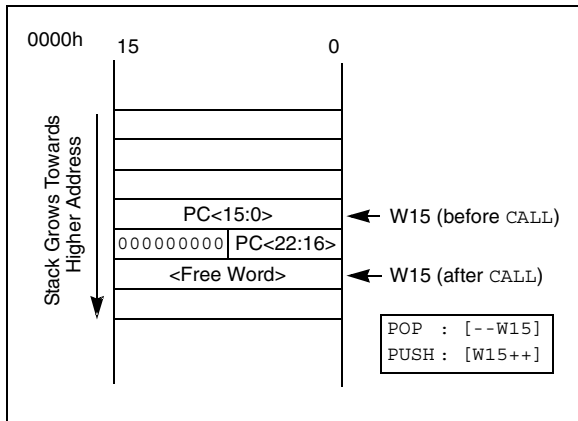 0000h
15 0
Stack Grows Towards
Higher Address
PC<15:0>
W15 (before CALL)
000000000 PC<22:16>
<Free Word>
W15 (after CALL)
POP : [--W15]
PUSH : [W15++]